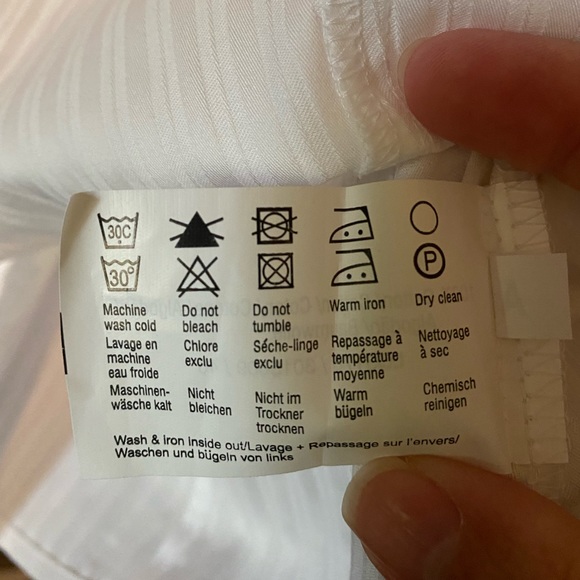 30C
30°
P
Machine wash cold
Do not bleach
Do not tumble
Warm iron
Dry clean
Lavage en machine eau froide
Chlore exclu
Séche-linge exclu
Repassage à température moyenne
Nettoyage à sec
Maschinen-wäsche kalt
Nicht bleichen
Nicht im Trockner trocknen
Warm bügeln
Chemisch reinigen
Wash & iron inside out/Lavage + Repassage sur l'envers/
Waschen und bügeln von links